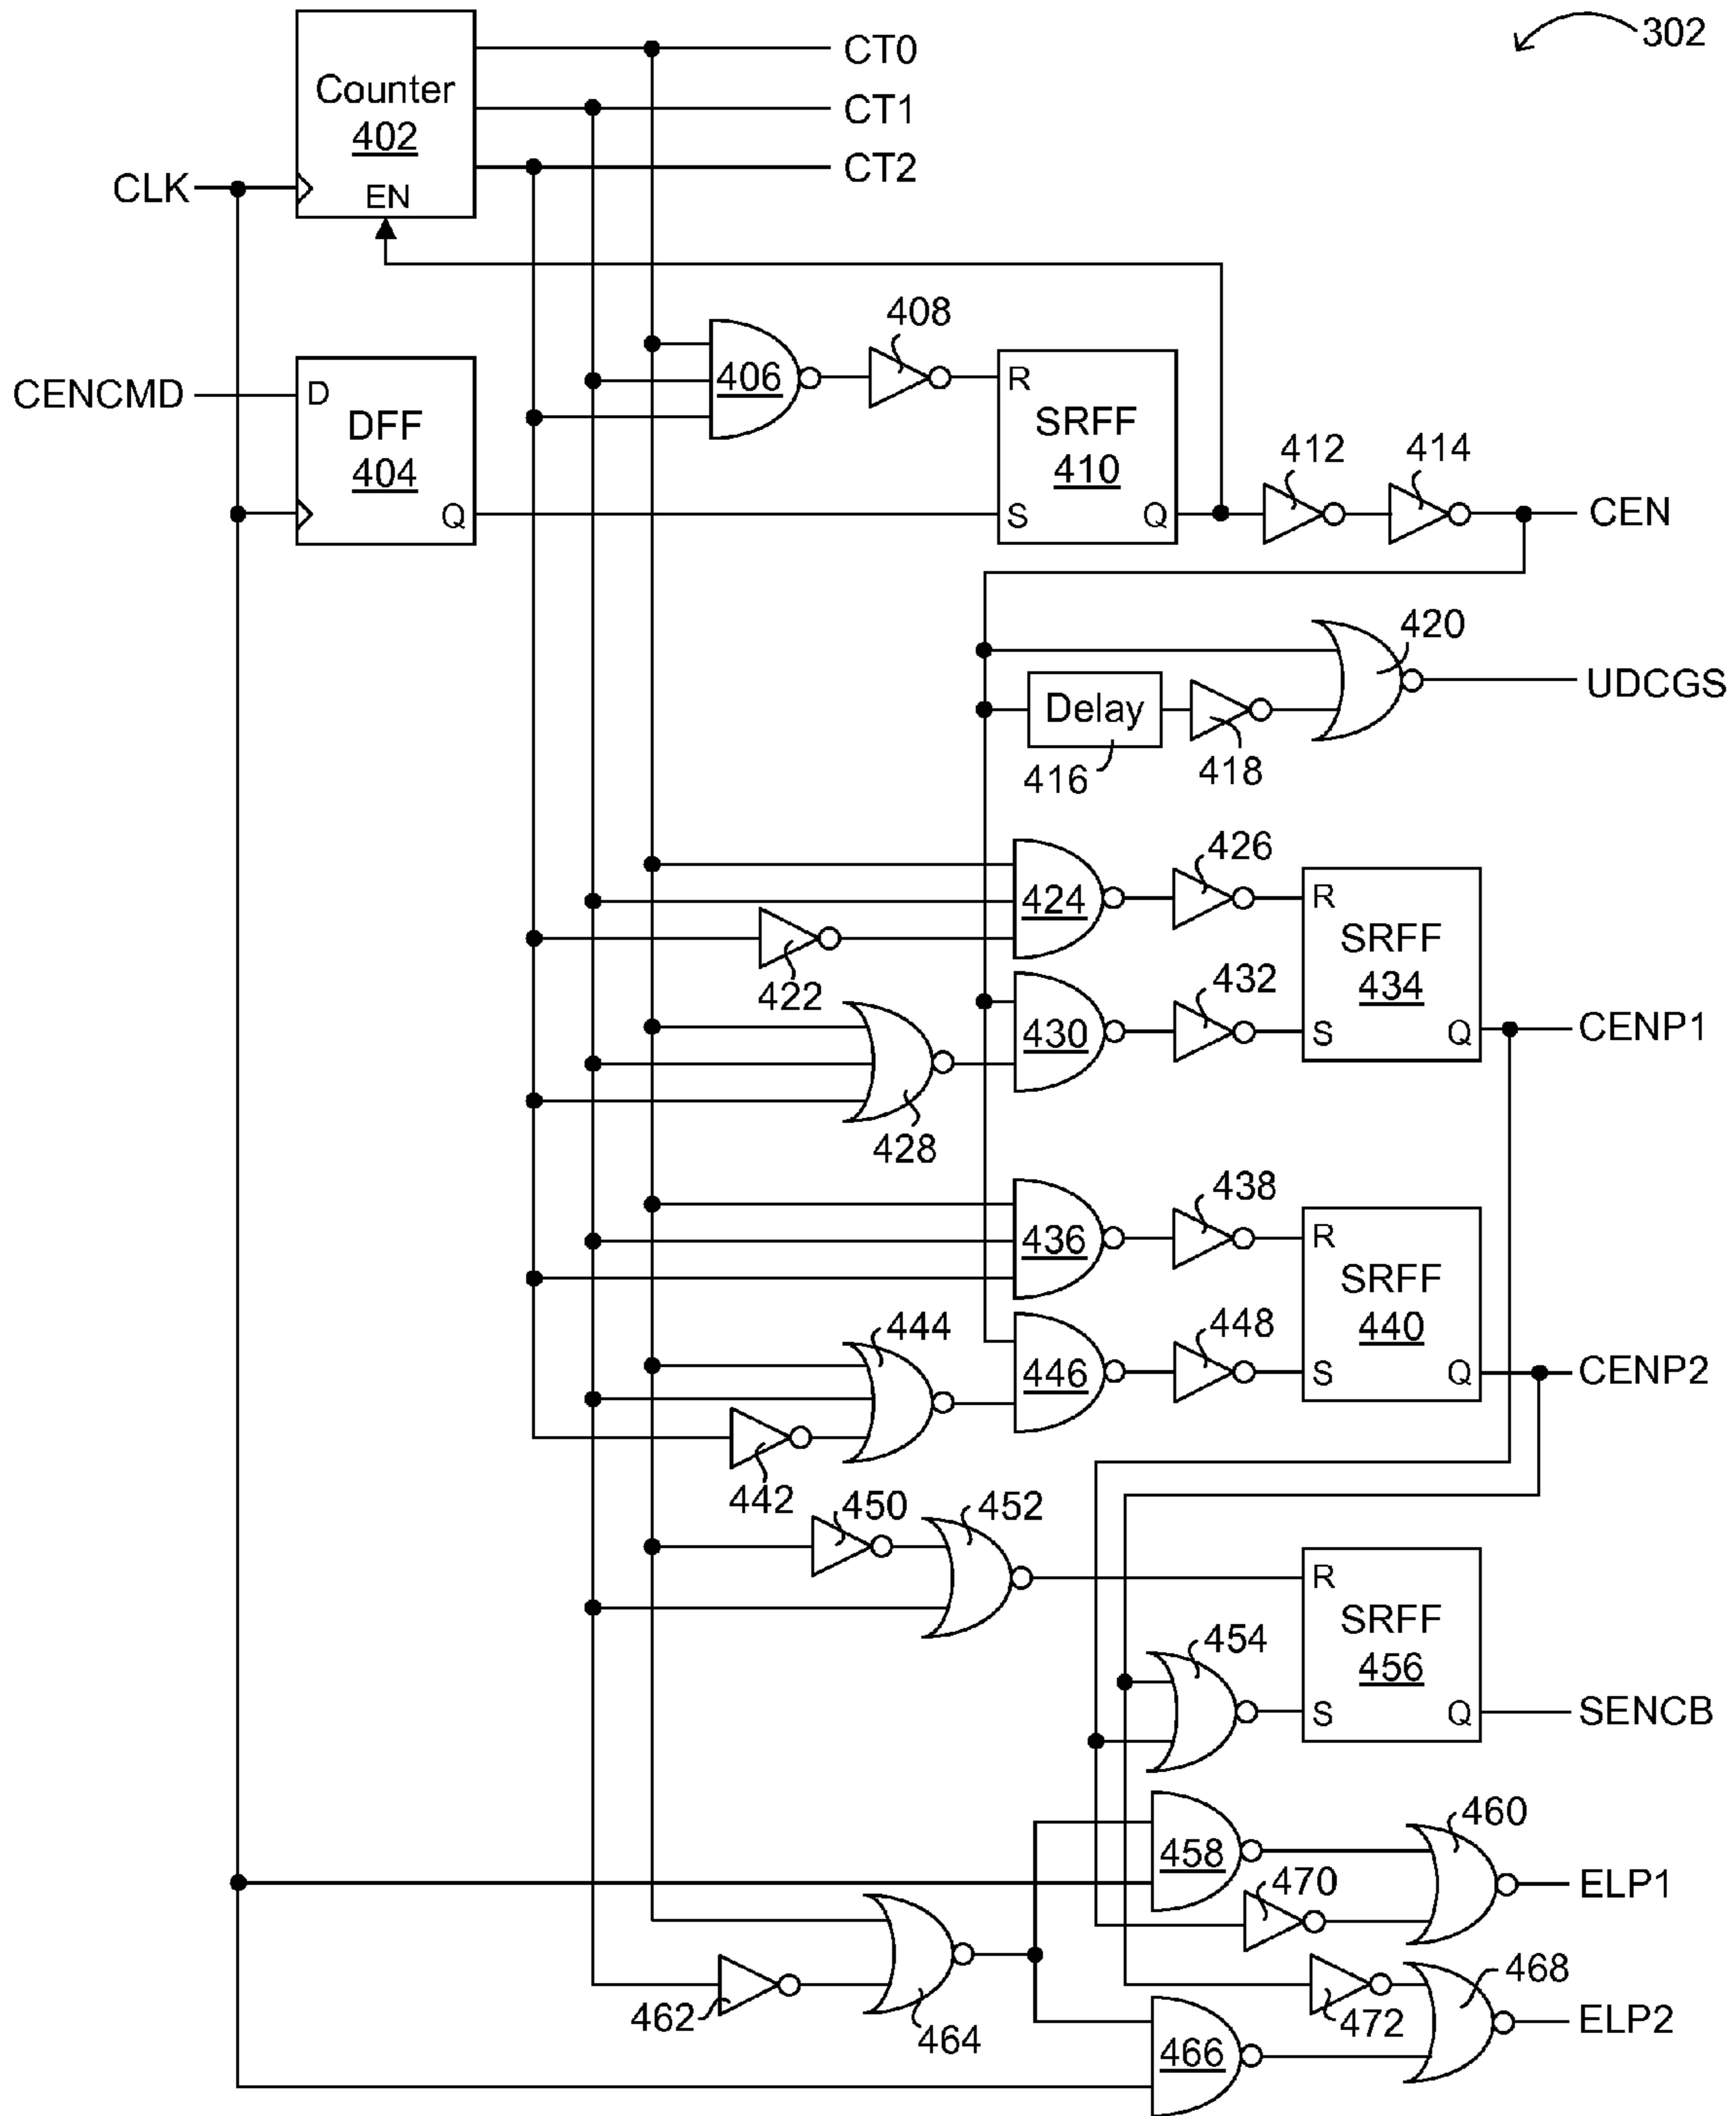 302
CT0
Counter
402
CT1
CT2
CLK
EN
408
406
R
CENCMD
D
DFF
404
SRFF
410
412
414
Q
S
Q
CEN
420
UDCGS
Delay
416
418
426
424
R
SRFF
434
422
432
430
S
Q
CENP1
428
438
436
R
SRFF
440
444
448
446
S
Q
CENP2
442
450
452
R
SRFF
456
454
S
Q
SENCB
460
458
470
ELP1
468
462
464
472
ELP2
466